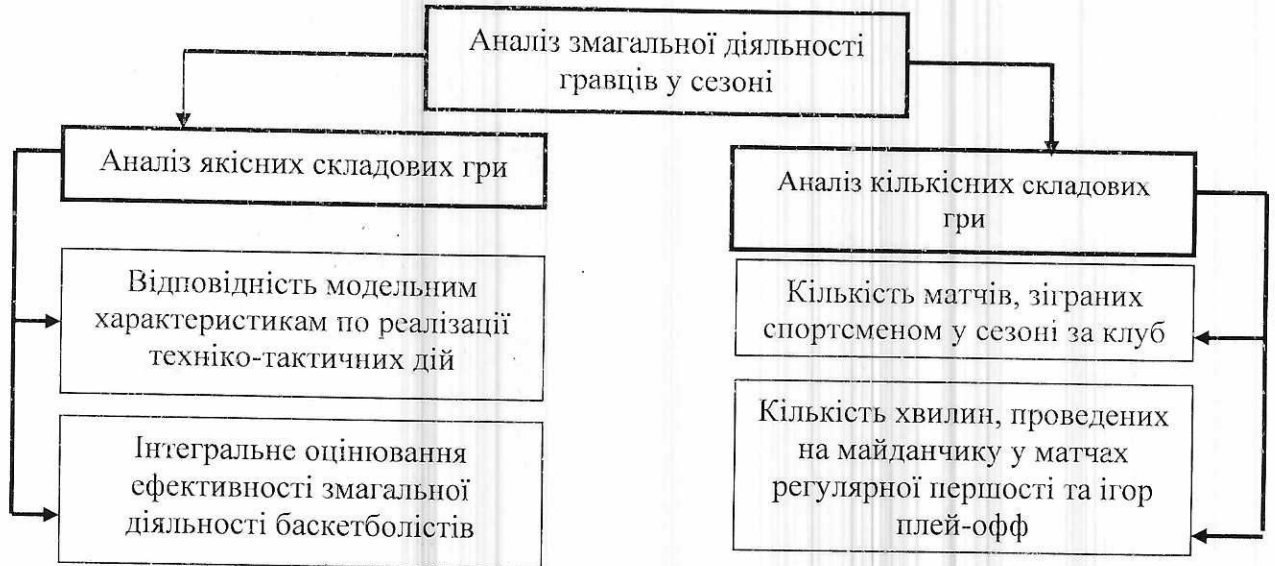 Аналіз змагальної діяльності
гравців у сезоні
Аналіз якісних складових гри
Відповідність модельним
характеристикам по реалізації
техніко-тактичних дій
Інтегральне оцінювання
ефективності змагальної
діяльності баскетболістів
Аналіз кількісних складових
гри
Кількість матчів, зіграних
спортсменом у сезоні за клуб
Кількість хвилин, проведених
на майданчику у матчах
регулярної першості та ігор
плей-офф